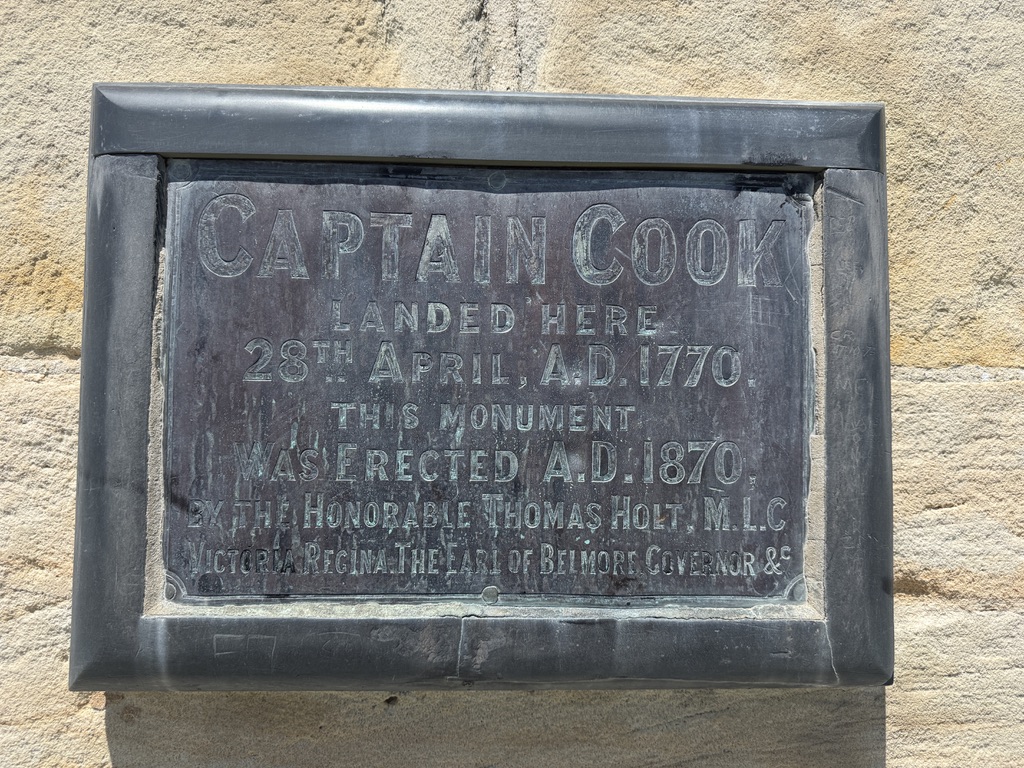 CAPTAIN COOK
LANDED HERE
28TH APRIL, A.D. 1770.
THIS MONUMENT
WAS ERECTED A.D. 1870,
BY THE HONORABLE THOMAS HOLT, M.L.C
VICTORIA REGINA. THE EARL OF BELMORE, GOVERNOR &c